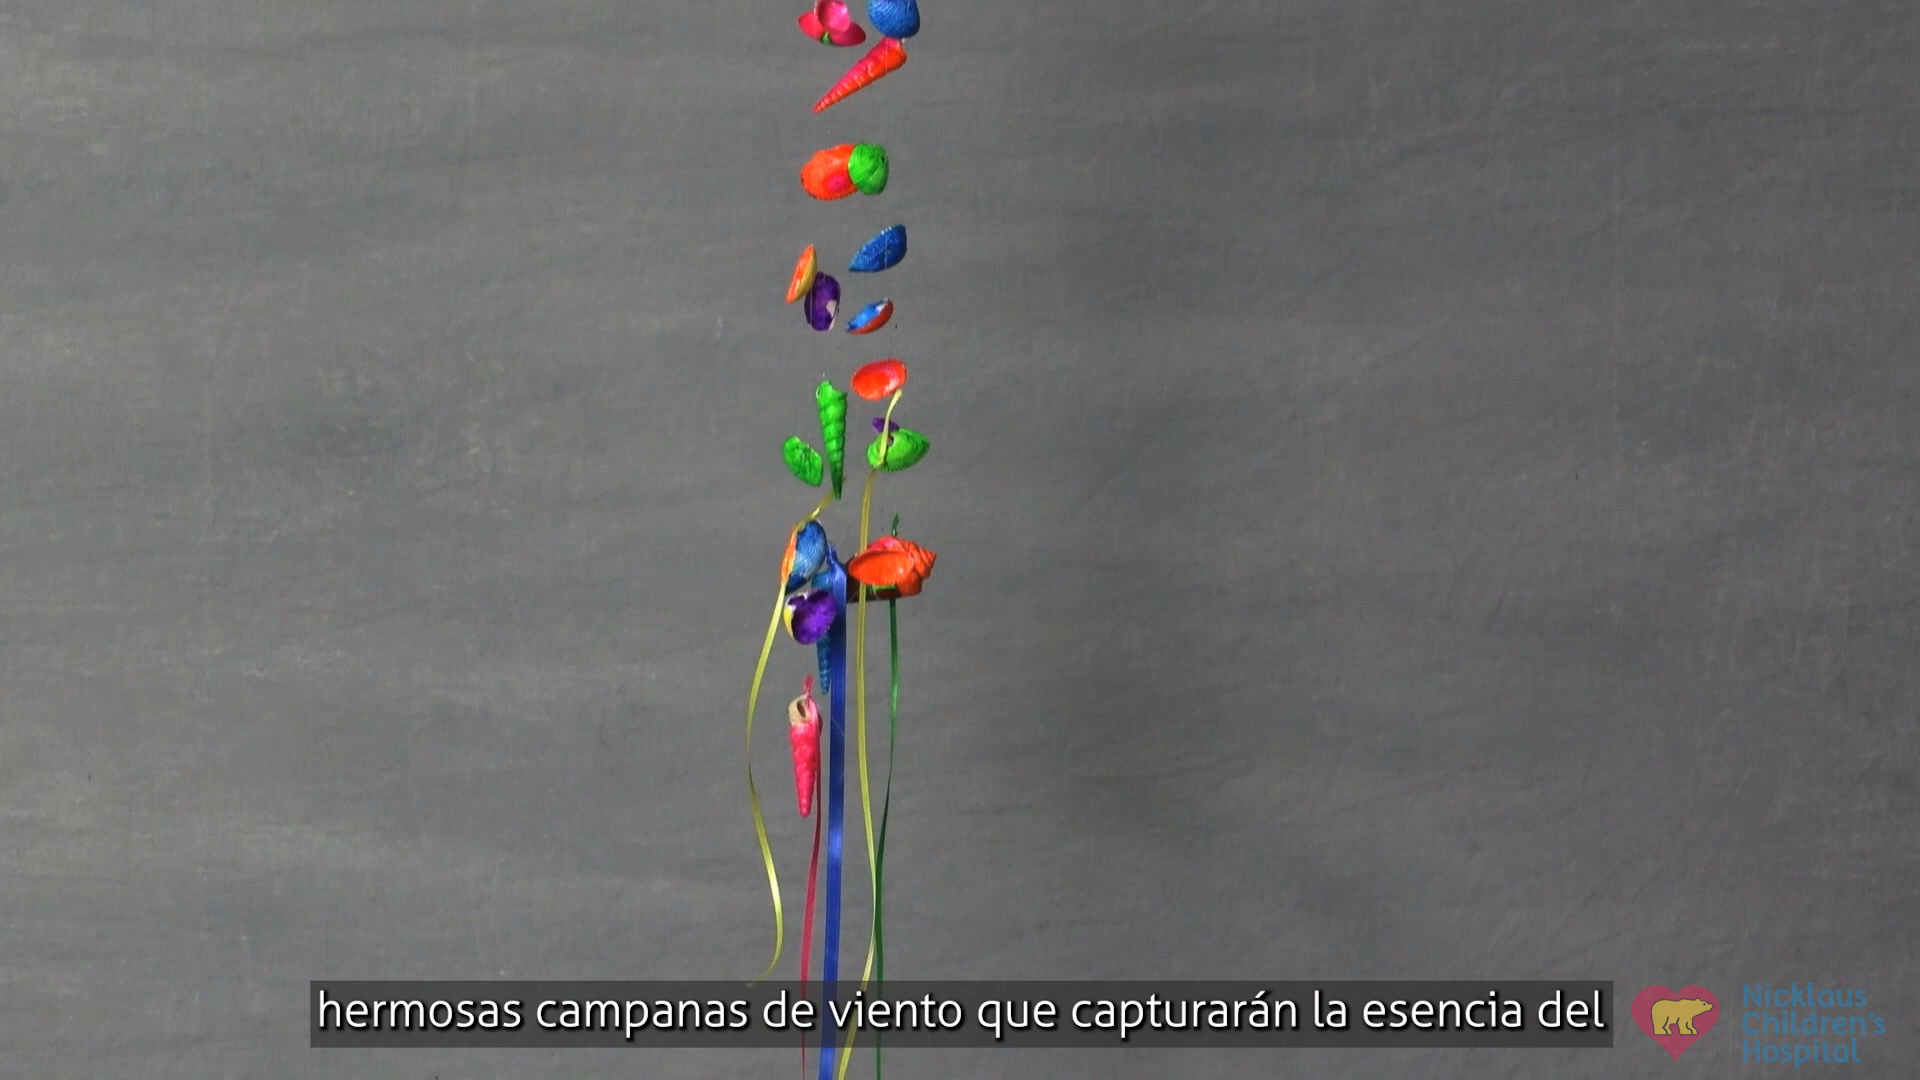 hermosas campanas de viento que capturarán la esencia del
Nicklaus
Children's
Hospital